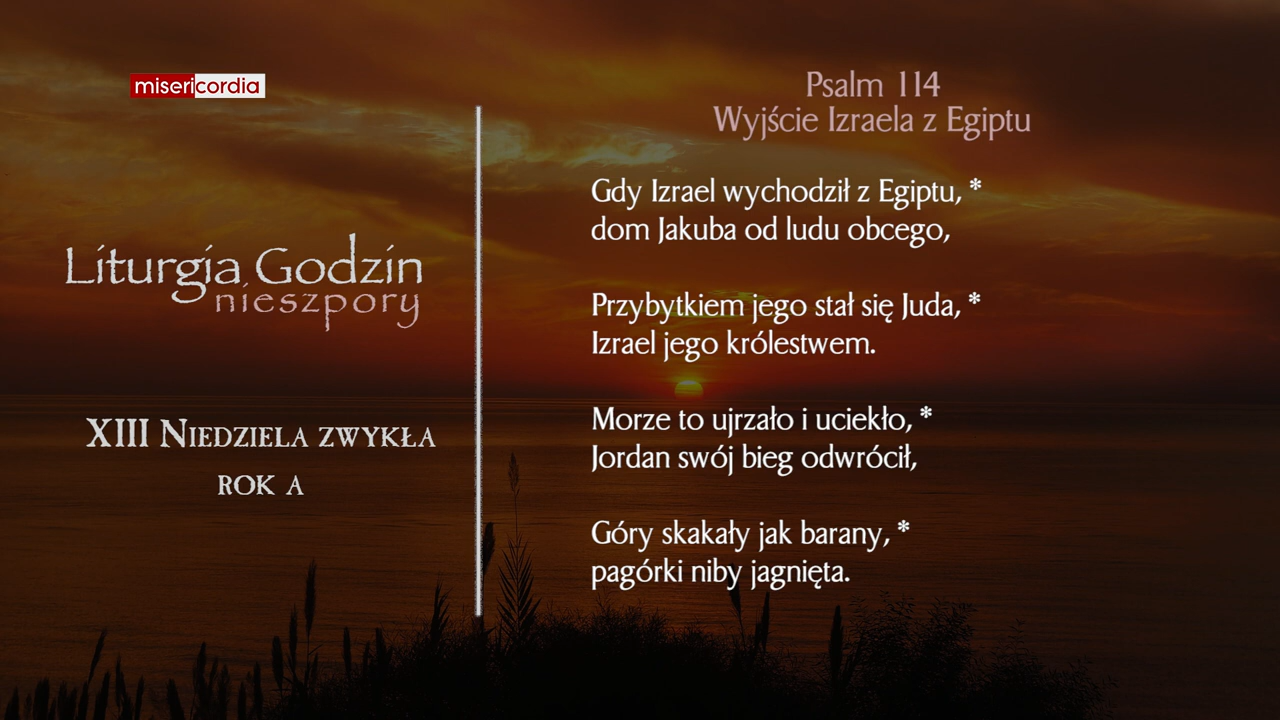 misericordia
Liturgia Godzin
nieszpory
XIII Niedziela zwykła
rok A
Psalm 114
Wyjście Izraela z Egiptu
Gdy Izrael wychodził z Egiptu, *
dom Jakuba od ludu obcego,
Przybytkiem jego stał się Juda, *
Izrael jego królestwem.
Morze to ujrzało i uciekło, *
Jordan swój bieg odwrócił,
Góry skakały jak barany, *
pagórki niby jagnięta.